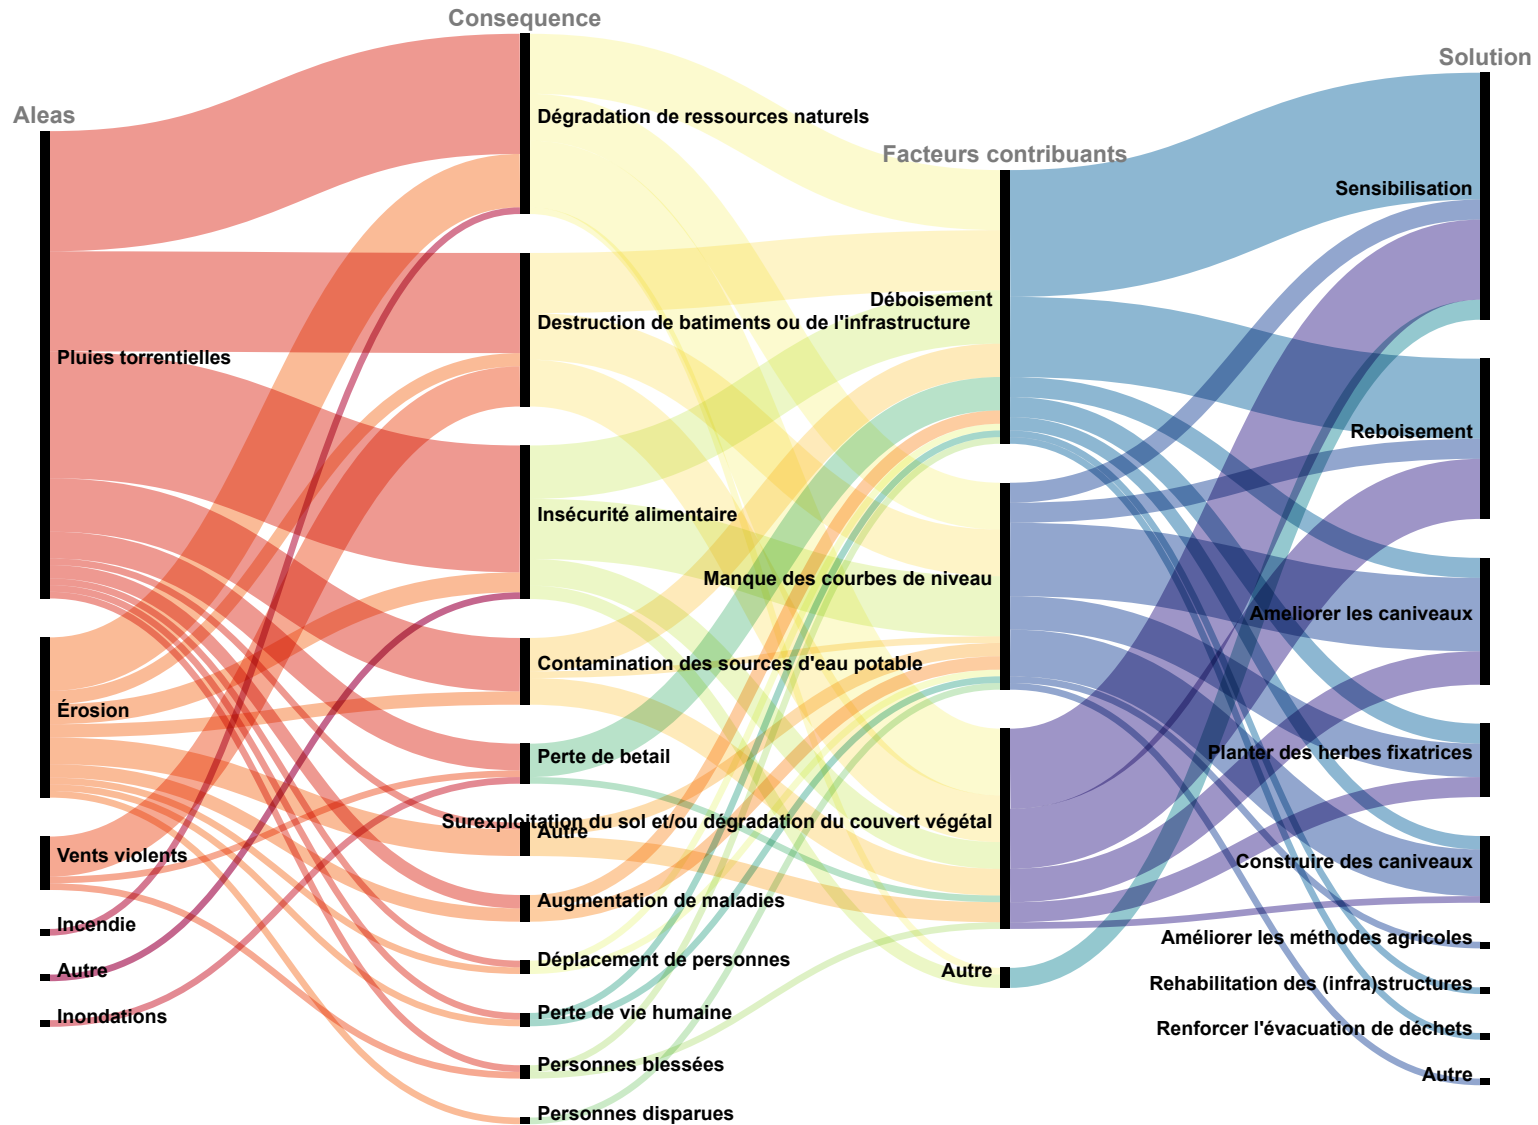 Aleas
Pluies torrentielles
Érosion
Vents violents
Incendie
Autre
Inondations
Consequence
Dégradation de ressources naturels
Destruction de batiments ou de l'infrastructure
Insécurité alimentaire
Contamination des sources d'eau potable
Perte de betail
Autre
Augmentation de maladies
Déplacement de personnes
Perte de vie humaine
Personnes blessées
Personnes disparues
Facteurs contribuants
Déboisement
Manque des courbes de niveau
Surexploitation du sol et/ou dégradation du couvert végétal
Autre
Solution
Sensibilisation
Reboisement
Ameliorer les caniveaux
Planter des herbes fixatrices
Construire des caniveaux
Améliorer les méthodes agricoles
Rehabilitation des (infra)structures
Renforcer l'évacuation de déchets
Autre